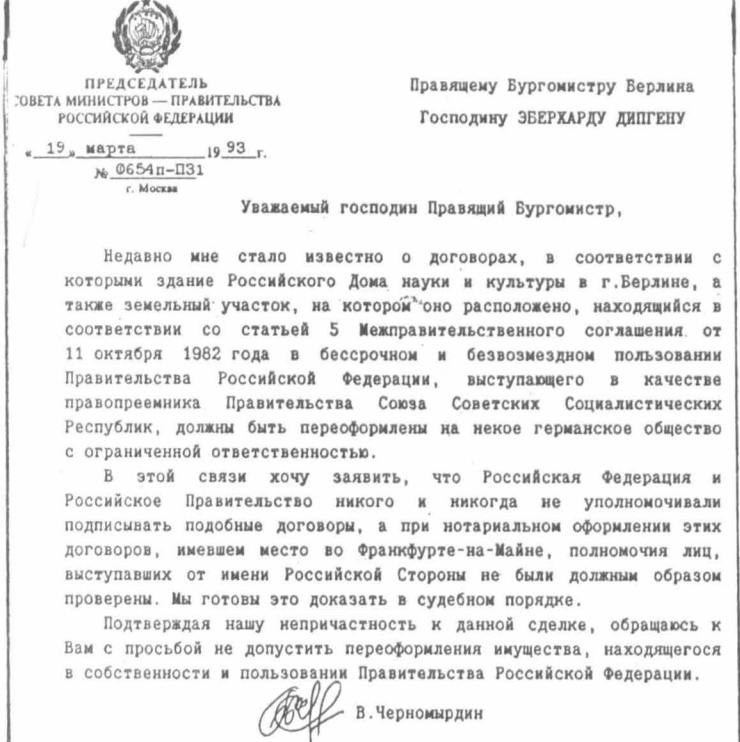 ПРЕДСЕДАТЕЛЬ
СОВЕТА МИНИСТРОВ — ПРАВИТЕЛЬСТВА
РОССИЙСКОЙ ФЕДЕРАЦИИ
« 19 » марта 19 93 г.
№ 0654п-П31
г. Москва
Правящему Бургомистру Берлина
Господину ЭБЕРХАРДУ ДИПГЕНУ
Уважаемый господин Правящий Бургомистр,
Недавно мне стало известно о договорах, в соответствии с
которыми здание Российского Дома науки и культуры в г.Берлине, а
также земельный участок, на котором оно расположено, находящийся в
соответствии со статьей 5 Межправительственного соглашения от
11 октября 1982 года в бессрочном и безвозмездном пользовании
Правительства Российской Федерации, выступающего в качестве
правопреемника Правительства Союза Советских Социалистических
Республик, должны быть переоформлены на некое германское общество
с ограниченной ответственностью.
В этой связи хочу заявить, что Российская Федерация и
Российское Правительство никого и никогда не уполномочивали
подписывать подобные договоры, а при нотариальном оформлении этих
договоров, имевшем место во Франкфурте-на-Майне, полномочия лиц,
выступавших от имени Российской Стороны не были должным образом
проверены. Мы готовы это доказать в судебном порядке.
Подтверждая нашу непричастность к данной сделке, обращаюсь к
Вам с просьбой не допустить переоформления имущества, находящегося
в собственности и пользовании Правительства Российской Федерации.
В.Черномырдин